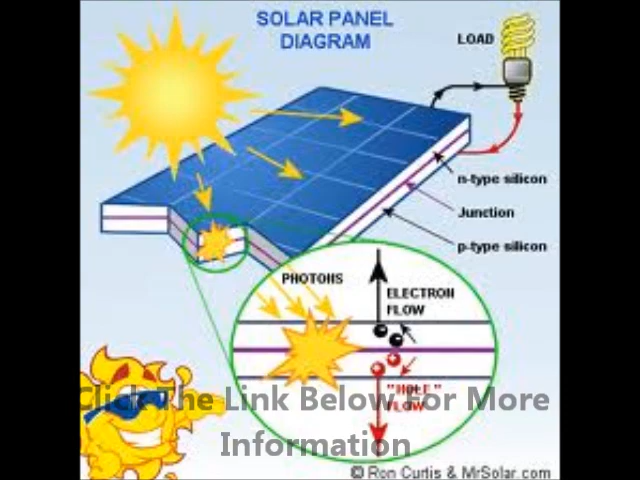 SOLAR PANEL
DIAGRAM
LOAD
n-type silicon
Junction
p-type silicon
PHOTONS
ELECTRON
FLOW
"HOLE"
FLOW
Click The Link Below For More
Information
© Ron Curtis & MrSolar.com